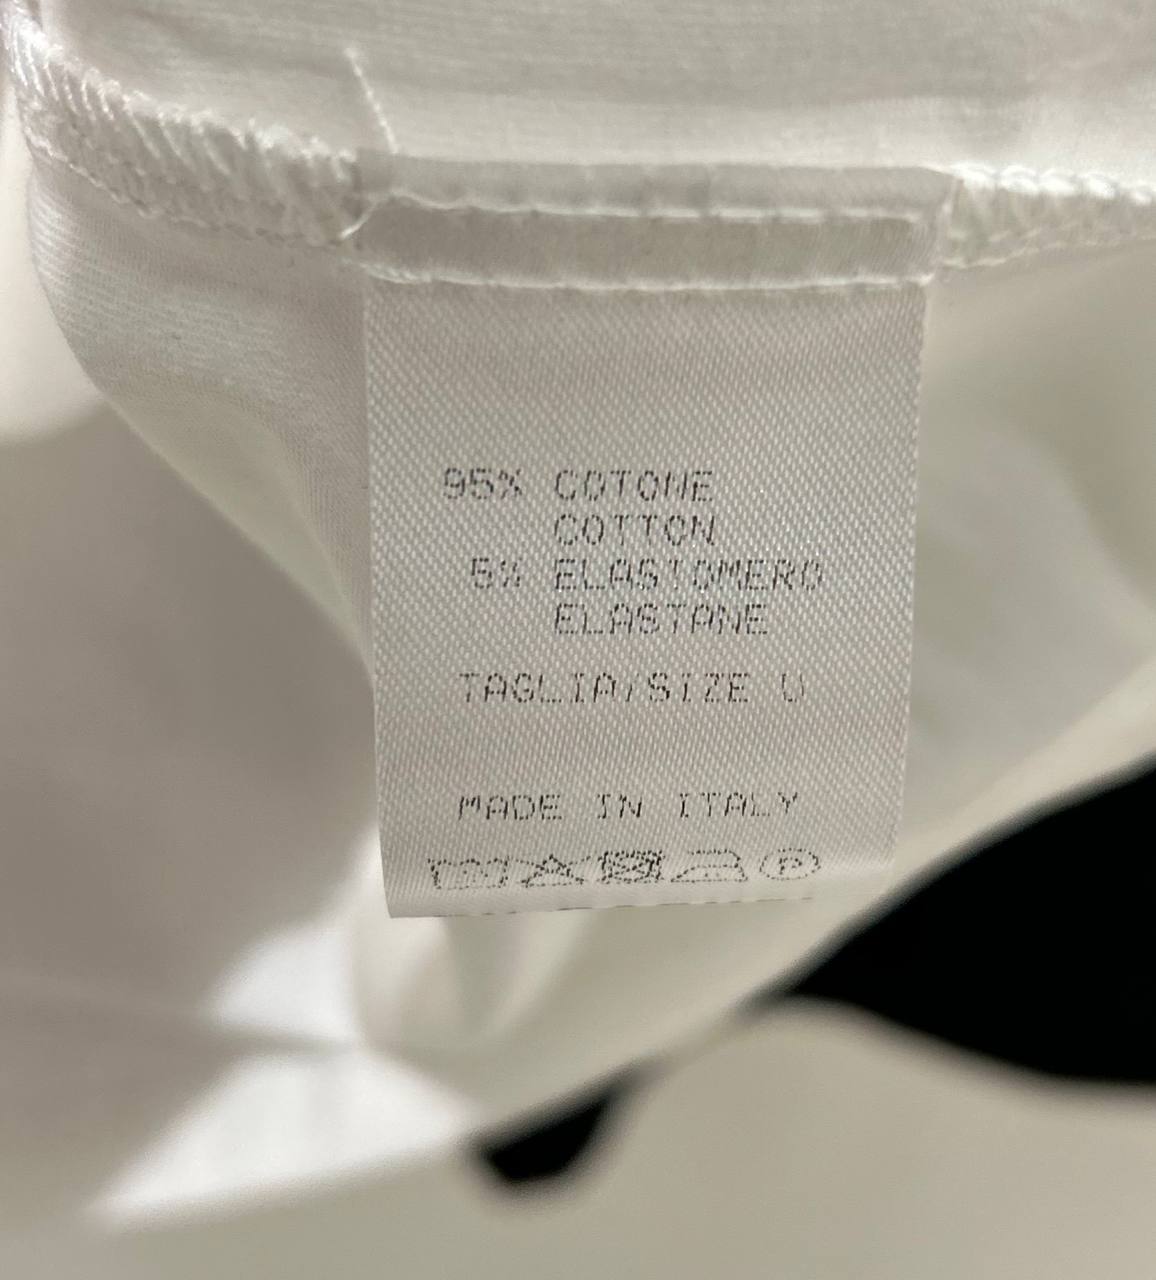 95% COTONE
COTTON
5% ELASTOMERO
ELASTANE
TAGLIA/SIZE U
MADE IN ITALY
P